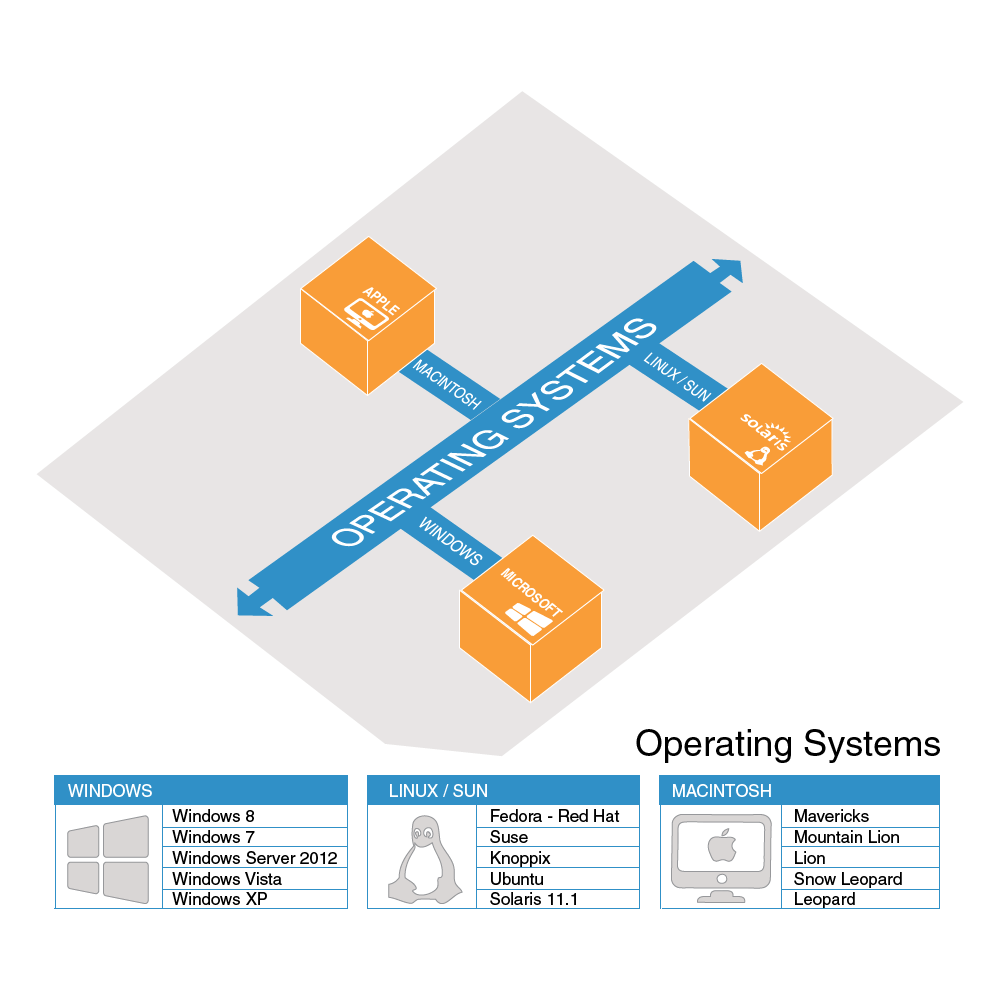 APPLE
MACINTOSH
OPERATING SYSTEMS
LINUX / SUN
solaris
WINDOWS
MICROSOFT
Operating Systems
WINDOWS
Windows 8
Windows 7
Windows Server 2012
Windows Vista
Windows XP
LINUX / SUN
Fedora - Red Hat
Suse
Knoppix
Ubuntu
Solaris 11.1
MACINTOSH
Mavericks
Mountain Lion
Lion
Snow Leopard
Leopard